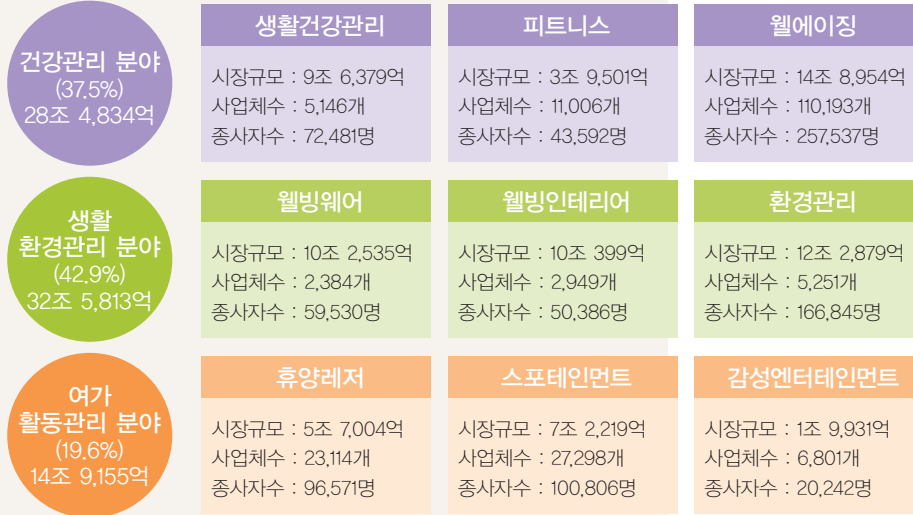 건강관리 분야
(37.5%)
28조 4,834억
생활건강관리
시장규모 : 9조 6,379억
사업체수 : 5,146개
종사자수 : 72,481명
피트니스
시장규모 : 3조 9,501억
사업체수 : 11,006개
종사자수 : 43,592명
웰에이징
시장규모 : 14조 8,954억
사업체수 : 110,193개
종사자수 : 257,537명
생활
환경관리 분야
(42.9%)
32조 5,813억
웰빙웨어
시장규모 : 10조 2,535억
사업체수 : 2,384개
종사자수 : 59,530명
웰빙인테리어
시장규모 : 10조 399억
사업체수 : 2,949개
종사자수 : 50,386명
환경관리
시장규모 : 12조 2,879억
사업체수 : 5,251개
종사자수 : 166,845명
여가
활동관리 분야
(19.6%)
14조 9,155억
휴양레저
시장규모 : 5조 7,004억
사업체수 : 23,114개
종사자수 : 96,571명
스포테인먼트
시장규모 : 7조 2,219억
사업체수 : 27,298개
종사자수 : 100,806명
감성엔터테인먼트
시장규모 : 1조 9,931억
사업체수 : 6,801개
종사자수 : 20,242명